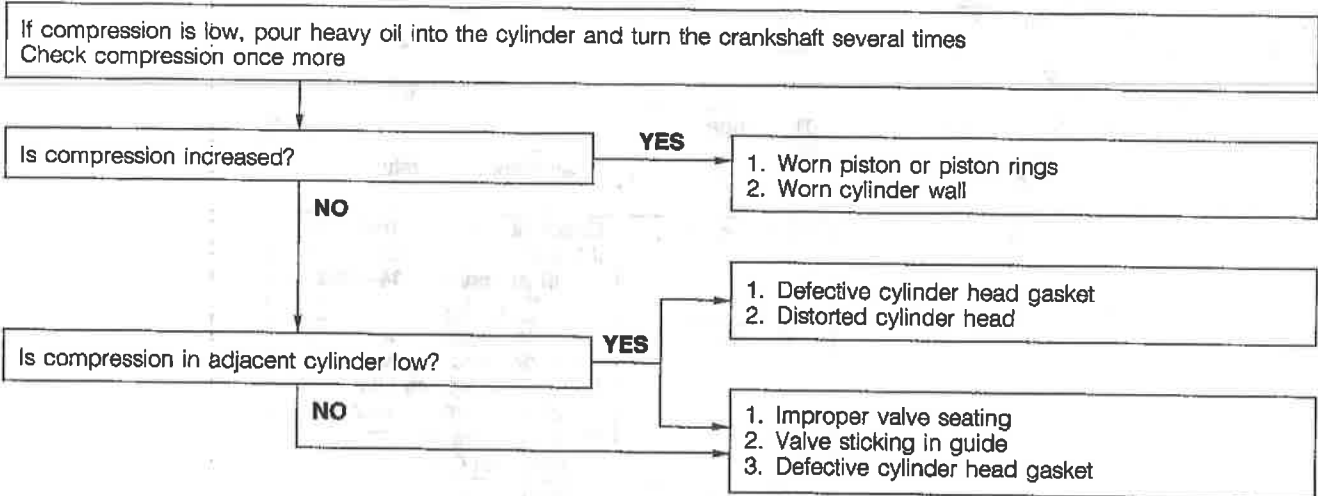 If compression is low, pour heavy oil into the cylinder and turn the crankshaft several times
Check compression once more
Is compression increased?
YES
1. Worn piston or piston rings
2. Worn cylinder wall
NO
1. Defective cylinder head gasket
2. Distorted cylinder head
Is compression in adjacent cylinder low?
YES
NO
1. Improper valve seating
2. Valve sticking in guide
3. Defective cylinder head gasket